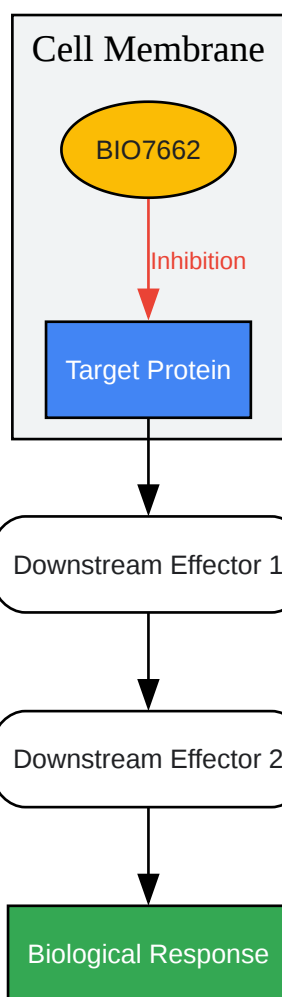 Cell Membrane
BIO7662
Inhibition
Target Protein
Downstream Effector 1
Downstream Effector 2
Biological Response